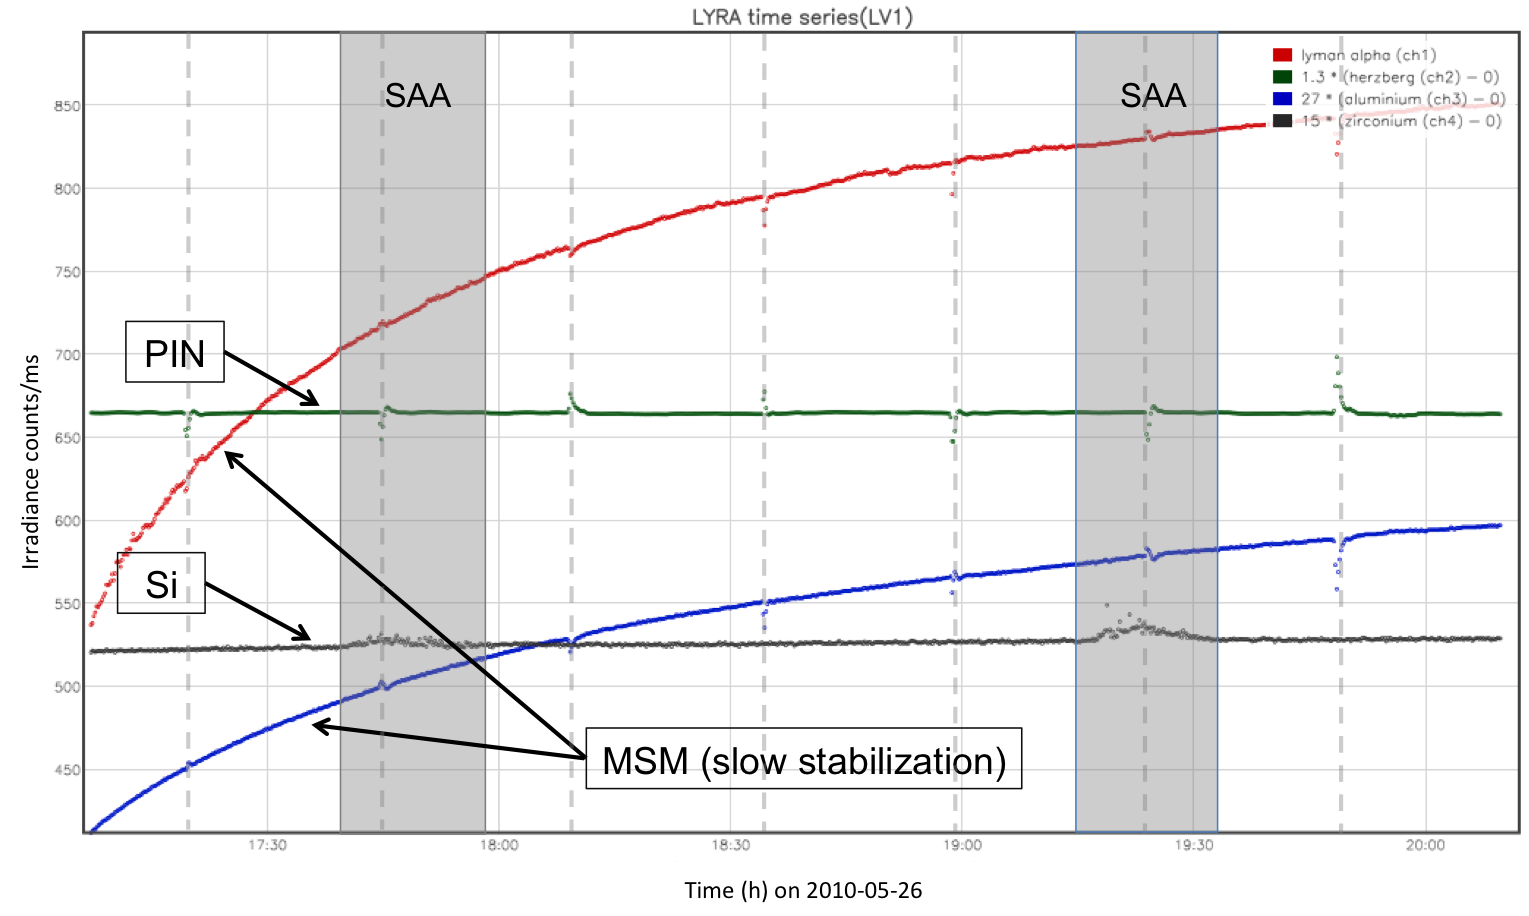 LYRA time series(LV1)
lyman alpha (ch1)
1.3 * (herzberg (ch2) – 0)
27 * (aluminium (ch3) – 0)
15 * (zirconium (ch4) – 0)
SAA
SAA
850
800
750
700
650
600
550
500
450
PIN
Si
MSM (slow stabilization)
Irradiance counts/ms
17:30
18:00
18:30
19:00
19:30
20:00
Time (h) on 2010-05-26